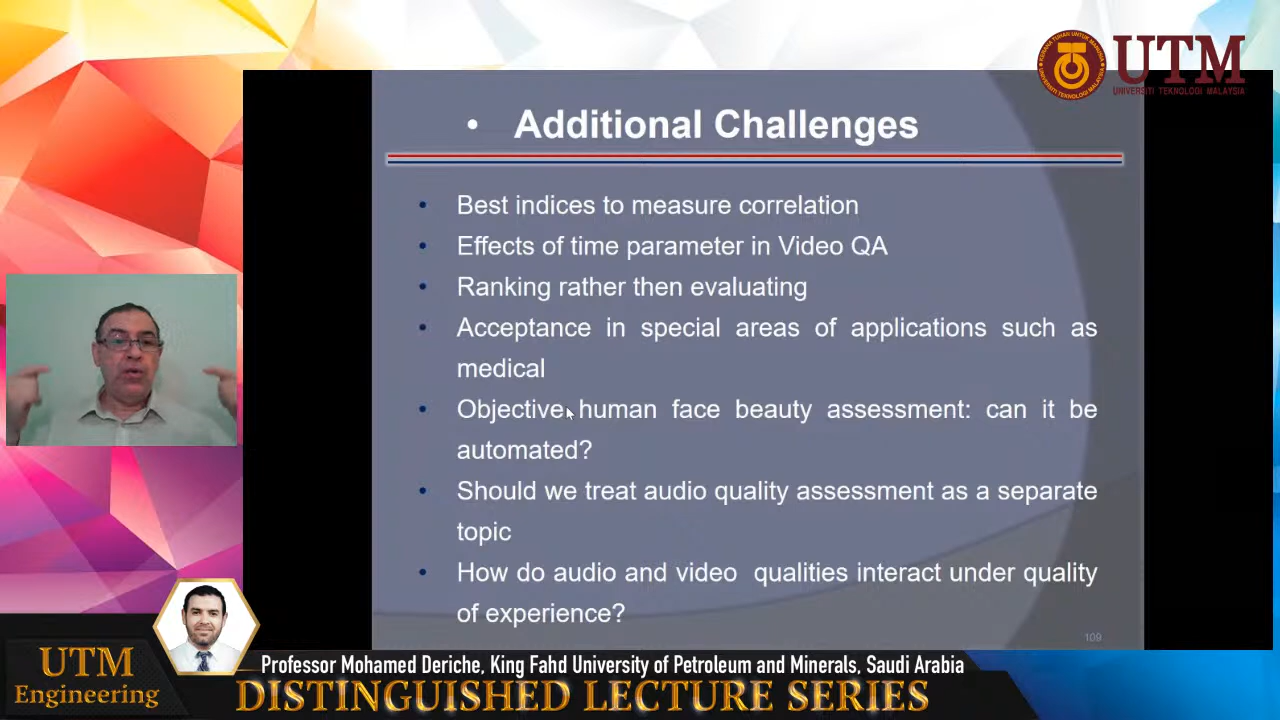 UTM
UNIVERSITI TEKNOLOGI MALAYSIA
• Additional Challenges
• Best indices to measure correlation
• Effects of time parameter in Video QA
• Ranking rather then evaluating
• Acceptance in special areas of applications such as
medical
• Objective human face beauty assessment: can it be
automated?
• Should we treat audio quality assessment as a separate
topic
• How do audio and video qualities interact under quality
of experience?
109
UTM
Engineering
Professor Mohamed Deriche, King Fahd University of Petroleum and Minerals, Saudi Arabia
DISTINGUISHED LECTURE SERIES